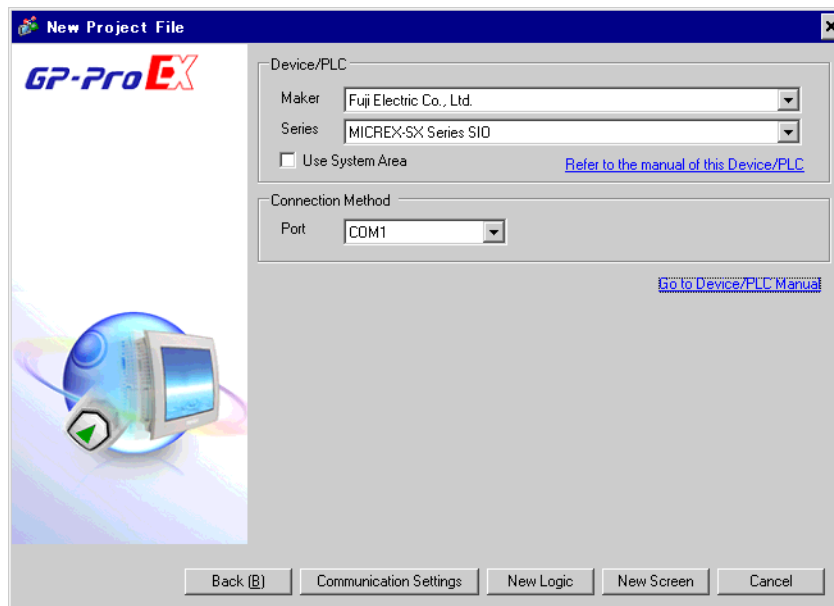 New Project File
GP-Pro EX
Device/PLC
Maker Fuji Electric Co., Ltd.
Series MICREX-SX Series SIO
Use System Area Refer to the manual of this Device/PLC
Connection Method
Port COM1
Go to Device/PLC Manual
Back (B) Communication Settings New Logic New Screen Cancel